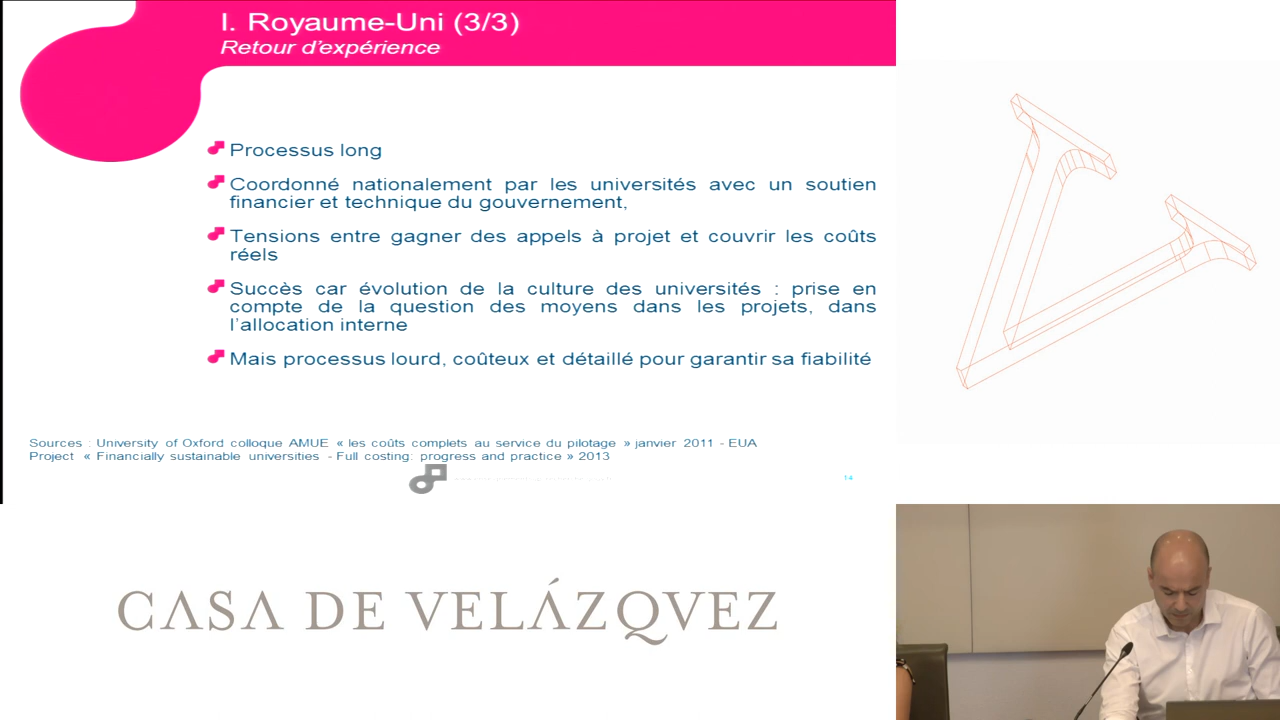 I. Royaume-Uni (3/3)
Retour d'expérience
Processus long
Coordonné nationalement par les universités avec un soutien
financier et technique du gouvernement,
Tensions entre gagner des appels à projet et couvrir les coûts
réels
Succès car évolution de la culture des universités : prise en
compte de la question des moyens dans les projets, dans
l'allocation interne
Mais processus lourd, coûteux et détaillé pour garantir sa fiabilité
Sources : University of Oxford colloque AMUE « les coûts complets au service du pilotage » janvier 2011 - EUA
Project « Financially sustainable universities - Full costing: progress and practice » 2013
14
CASA DE VELÁZQVEZ